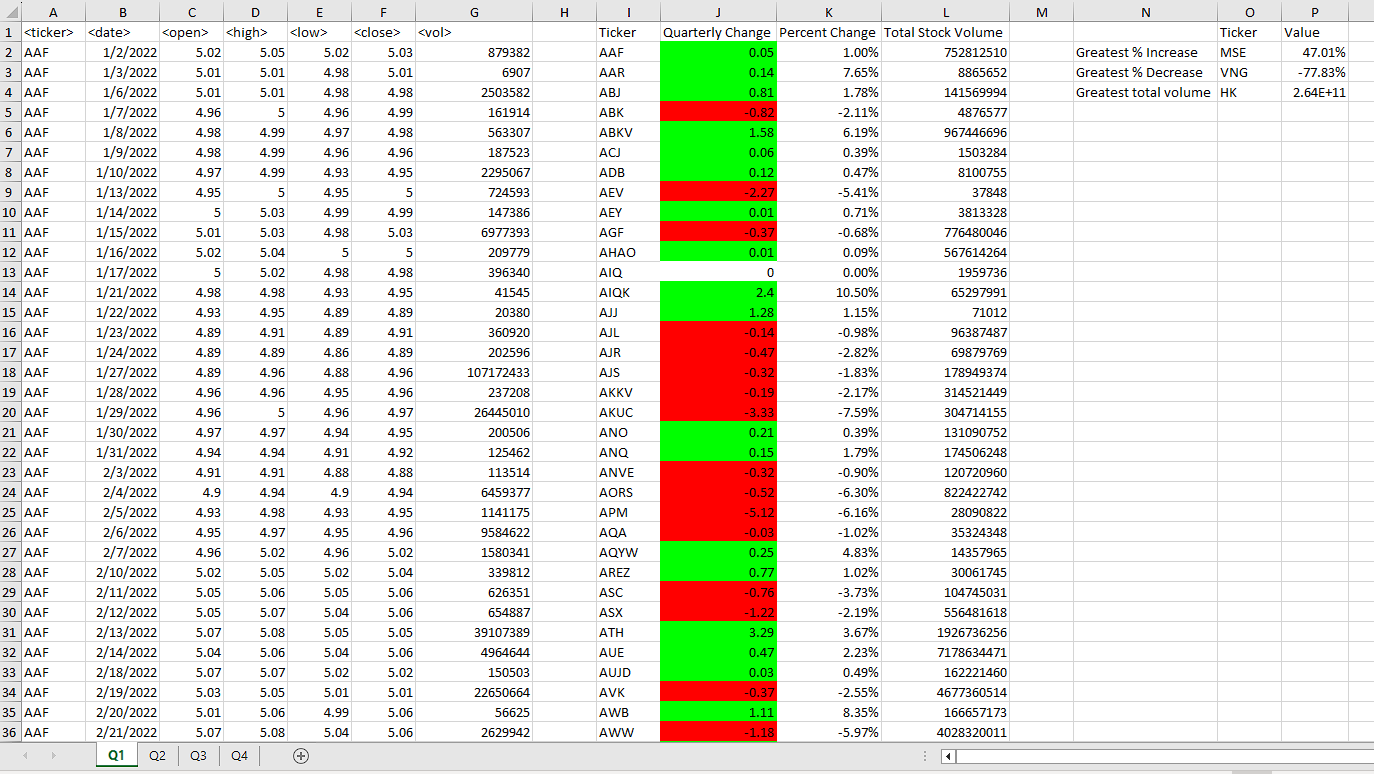 A B C D E F G H I J K L M N O P
1 <ticker> <date> <open> <high> <low> <close> <vol> Ticker Quarterly Change Percent Change Total Stock Volume Ticker Value
2 AAF 1/2/2022 5.02 5.05 5.02 5.03 879382 AAF 0.05 1.00% 752812510 Greatest % Increase MSE 47.01%
3 AAF 1/3/2022 5.01 5.01 4.98 5.01 6907 AAR 0.14 7.65% 8865652 Greatest % Decrease VNG -77.83%
4 AAF 1/6/2022 5.01 5.01 4.98 4.98 2503582 ABJ 0.81 1.78% 141569994 Greatest total volume HK 2.64E+11
5 AAF 1/7/2022 4.96 5 4.96 4.99 161914 ABK -0.82 -2.11% 4876577
6 AAF 1/8/2022 4.98 4.99 4.97 4.98 563307 ABKV 1.58 6.19% 967446696
7 AAF 1/9/2022 4.98 4.99 4.96 4.96 187523 ACJ 0.06 0.39% 1503284
8 AAF 1/10/2022 4.97 4.99 4.93 4.95 2295067 ADB 0.12 0.47% 8100755
9 AAF 1/13/2022 4.95 5 4.95 5 724593 AEV -2.27 -5.41% 37848
10 AAF 1/14/2022 5 5.03 4.99 4.99 147386 AEY 0.01 0.71% 3813328
11 AAF 1/15/2022 5.01 5.03 4.98 5.03 6977393 AGF -0.37 -0.68% 776480046
12 AAF 1/16/2022 5.02 5.04 5 5 209779 AHAO 0.01 0.09% 567614264
13 AAF 1/17/2022 5 5.02 4.98 4.98 396340 AIQ 0 0.00% 1959736
14 AAF 1/21/2022 4.98 4.98 4.93 4.95 41545 AIQK 2.4 10.50% 65297991
15 AAF 1/22/2022 4.93 4.95 4.89 4.89 20380 AJJ 1.28 1.15% 71012
16 AAF 1/23/2022 4.89 4.91 4.89 4.91 360920 AJL -0.14 -0.98% 96387487
17 AAF 1/24/2022 4.89 4.89 4.86 4.89 202596 AJR -0.47 -2.82% 69879769
18 AAF 1/27/2022 4.89 4.96 4.88 4.96 107172433 AJS -0.32 -1.83% 178949374
19 AAF 1/28/2022 4.96 4.96 4.95 4.96 237208 AKKV -0.19 -2.17% 314521449
20 AAF 1/29/2022 4.96 5 4.96 4.97 26445010 AKUC -3.33 -7.59% 304714155
21 AAF 1/30/2022 4.97 4.97 4.94 4.95 200506 ANO 0.21 0.39% 131090752
22 AAF 1/31/2022 4.94 4.94 4.91 4.92 125462 ANQ 0.15 1.79% 174506248
23 AAF 2/3/2022 4.91 4.91 4.88 4.88 113514 ANVE -0.32 -0.90% 120720960
24 AAF 2/4/2022 4.9 4.94 4.9 4.94 6459377 AORS -0.52 -6.30% 822422742
25 AAF 2/5/2022 4.93 4.98 4.93 4.95 1141175 APM -5.12 -6.16% 28090822
26 AAF 2/6/2022 4.95 4.97 4.95 4.96 9584622 AQA -0.03 -1.02% 35324348
27 AAF 2/7/2022 4.96 5.02 4.96 5.02 1580341 AQYW 0.25 4.83% 14357965
28 AAF 2/10/2022 5.02 5.05 5.02 5.04 339812 AREZ 0.77 1.02% 30061745
29 AAF 2/11/2022 5.05 5.06 5.05 5.06 626351 ASC -0.76 -3.73% 104745031
30 AAF 2/12/2022 5.05 5.07 5.04 5.06 654887 ASX -1.22 -2.19% 556481618
31 AAF 2/13/2022 5.07 5.08 5.05 5.05 39107389 ATH 3.29 3.67% 1926736256
32 AAF 2/14/2022 5.04 5.06 5.04 5.06 4964644 AUE 0.47 2.23% 7178634471
33 AAF 2/18/2022 5.07 5.07 5.02 5.02 150503 AUJD 0.03 0.49% 162221460
34 AAF 2/19/2022 5.03 5.05 5.01 5.01 22650664 AVK -0.37 -2.55% 4677360514
35 AAF 2/20/2022 5.01 5.06 4.99 5.06 56625 AWB 1.11 8.35% 166657173
36 AAF 2/21/2022 5.07 5.08 5.04 5.06 2629942 AWW -1.18 -5.97% 4028320011
Q1 Q2 Q3 Q4